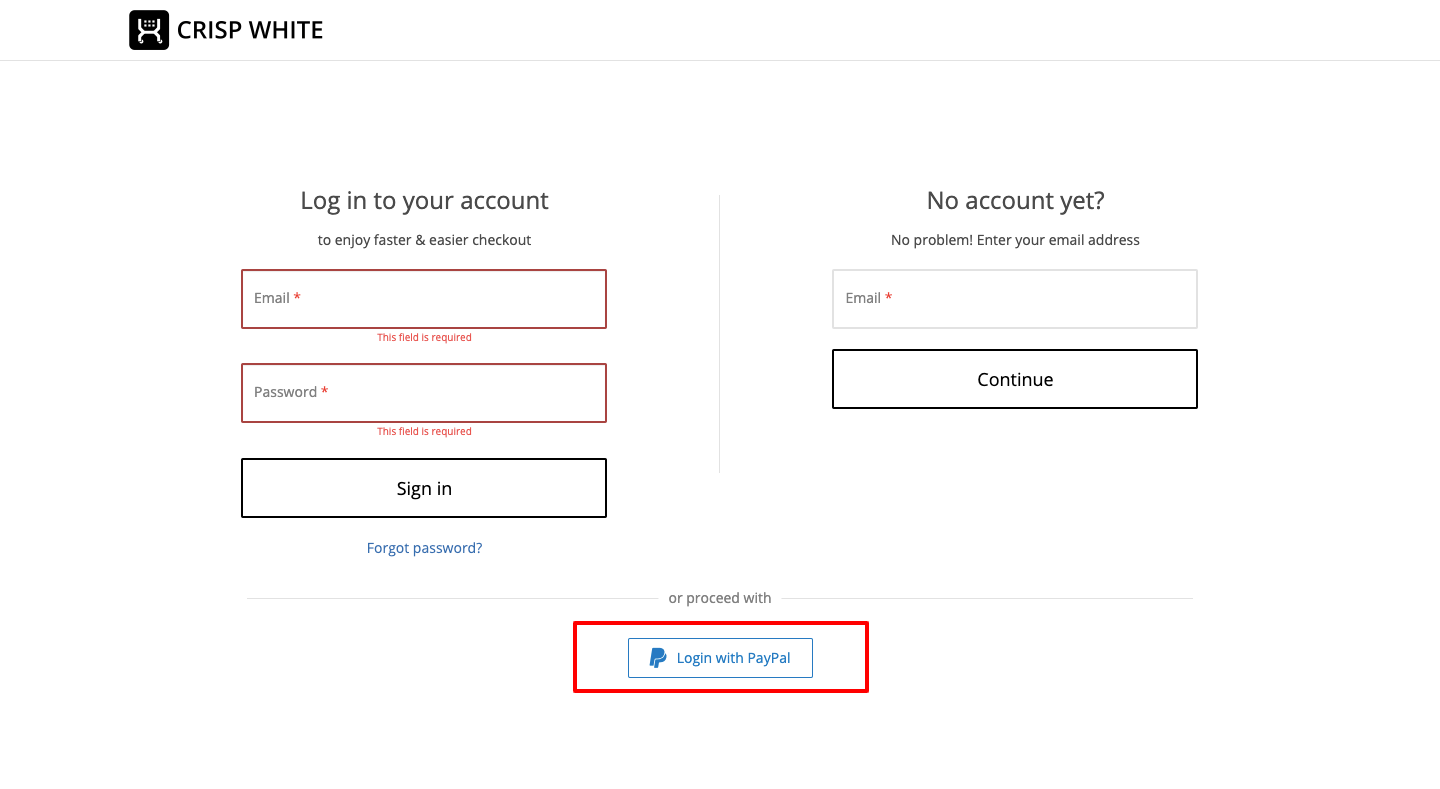 CRISP WHITE
Log in to your account
to enjoy faster & easier checkout
Email *
This field is required
Password *
This field is required
Sign in
Forgot password?
No account yet?
No problem! Enter your email address
Email *
Continue
or proceed with
Login with PayPal